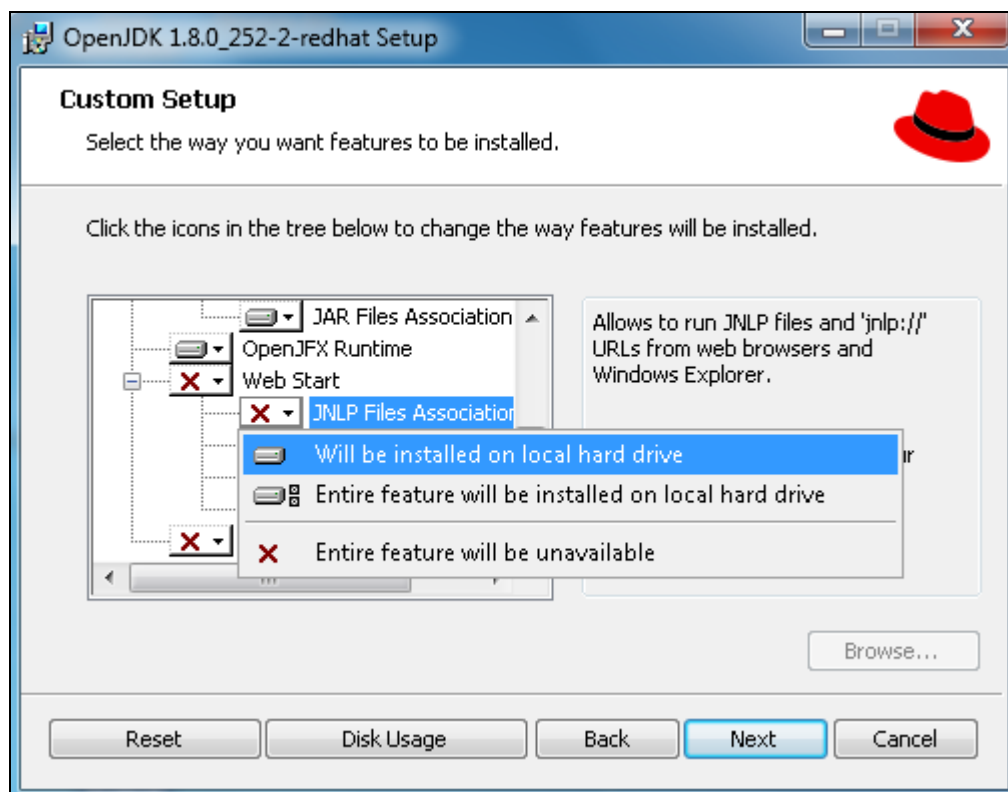 OpenJDK 1.8.0_252-2-redhat Setup
Custom Setup
Select the way you want features to be installed.
Click the icons in the tree below to change the way features will be installed.
JAR Files Association
OpenJFX Runtime
Web Start
JNLP Files Association
Allows to run JNLP files and 'jnlp://'
URLs from web browsers and
Windows Explorer.
Will be installed on local hard drive
Entire feature will be installed on local hard drive
Entire feature will be unavailable
Browse...
Reset
Disk Usage
Back
Next
Cancel